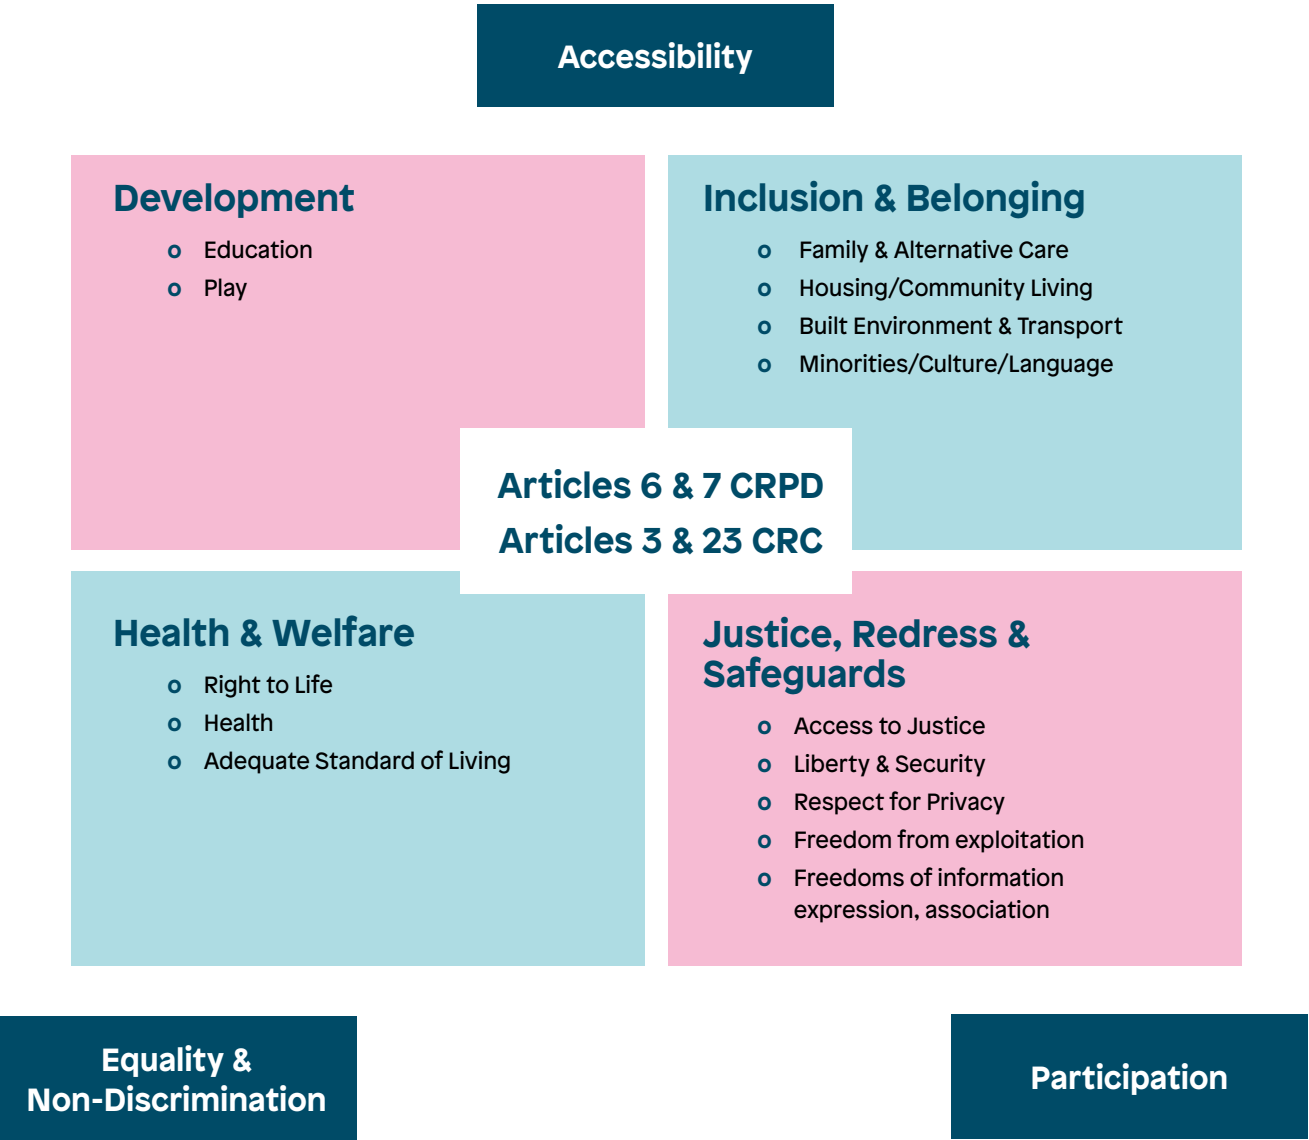 Accessibility
Development
o Education
o Play
Inclusion & Belonging
o Family & Alternative Care
o Housing/Community Living
o Built Environment & Transport
o Minorities/Culture/Language
Articles 6 & 7 CRPD
Articles 3 & 23 CRC
Health & Welfare
o Right to Life
o Health
o Adequate Standard of Living
Justice, Redress &
Safeguards
o Access to Justice
o Liberty & Security
o Respect for Privacy
o Freedom from exploitation
o Freedoms of information
expression, association
Equality &
Non-Discrimination
Participation